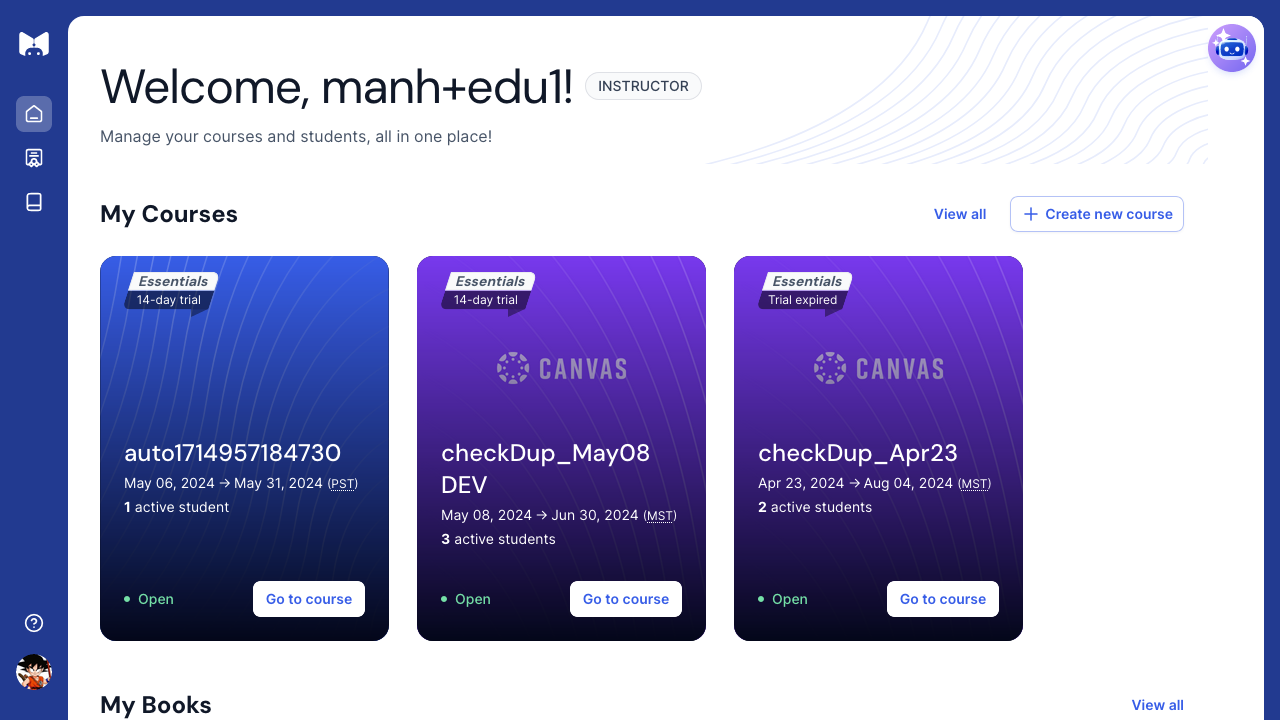 Welcome, manh+edu1!
INSTRUCTOR
Manage your courses and students, all in one place!
My Courses
View all
Create new course
Essentials
14-day trial
auto1714957184730
May 06, 2024 → May 31, 2024 (PST)
1 active student
Open
Go to course
Essentials
14-day trial
CANVAS
checkDup_May08
DEV
May 08, 2024 → Jun 30, 2024 (MST)
3 active students
Open
Go to course
Essentials
Trial expired
CANVAS
checkDup_Apr23
Apr 23, 2024 → Aug 04, 2024 (MST)
2 active students
Open
Go to course
My Books
View all